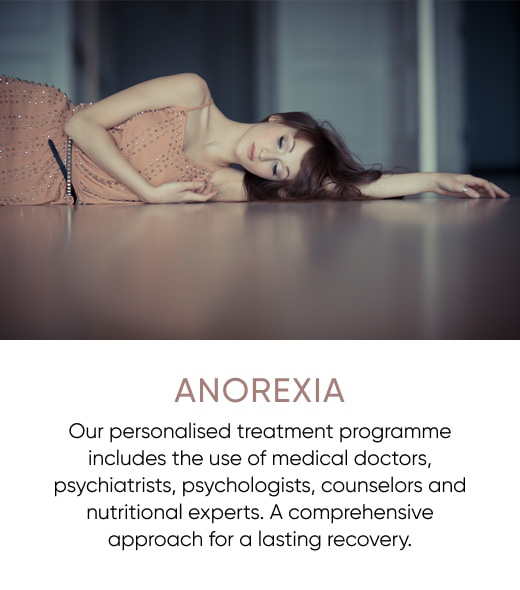 ANOREXIA
Our personalised treatment programme
includes the use of medical doctors,
psychiatrists, psychologists, counselors and
nutritional experts. A comprehensive
approach for a lasting recovery.